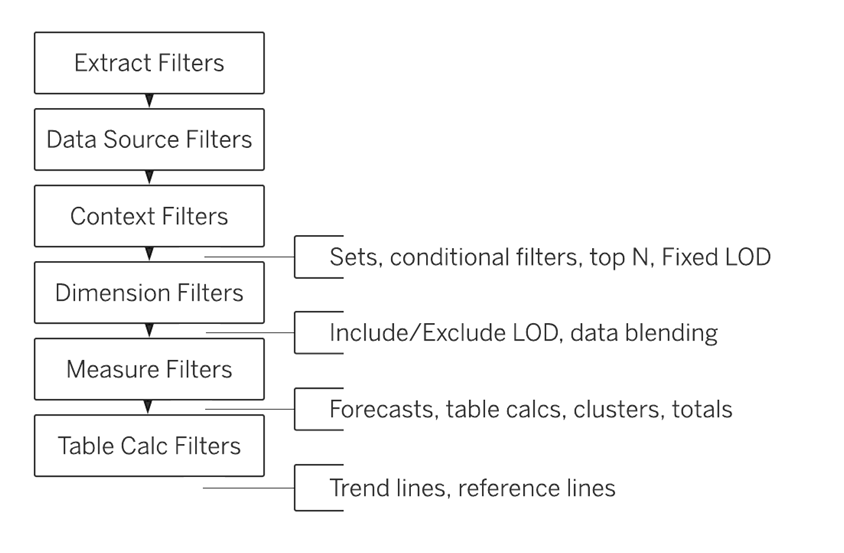 Extract Filters
Data Source Filters
Context Filters
Sets, conditional filters, top N, Fixed LOD
Dimension Filters
Include/Exclude LOD, data blending
Measure Filters
Forecasts, table calcs, clusters, totals
Table Calc Filters
Trend lines, reference lines